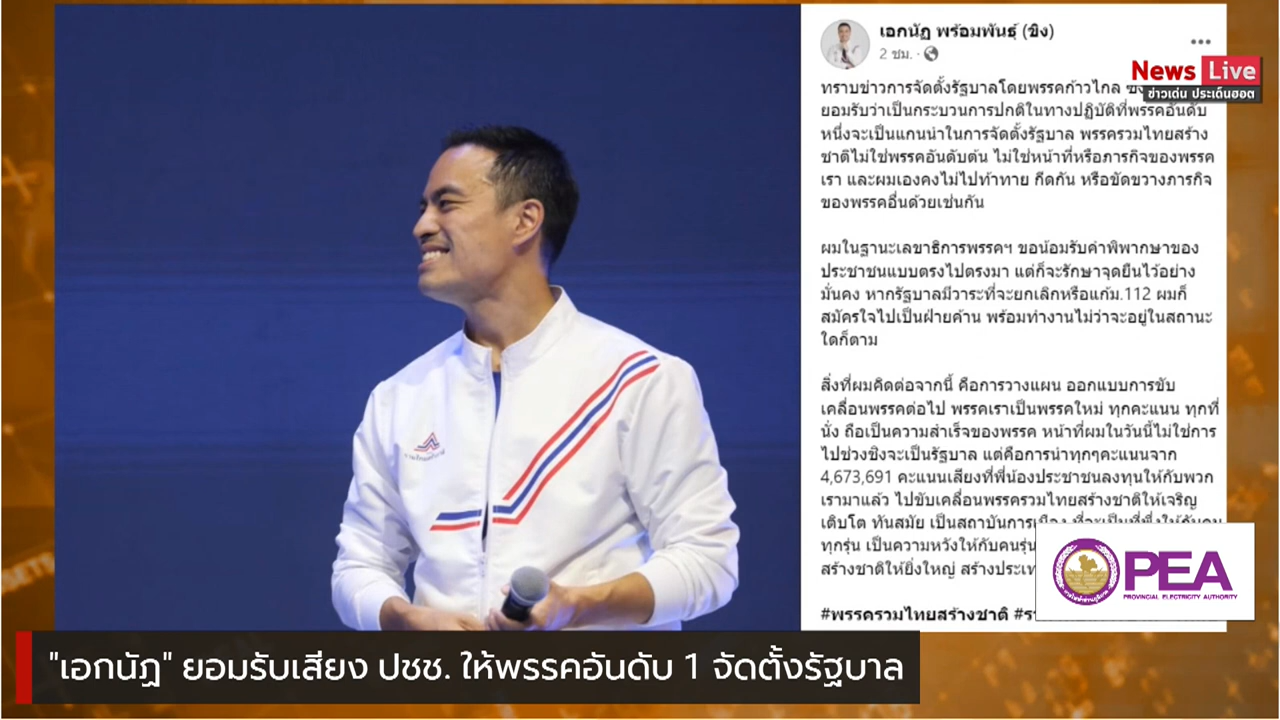 เอกนัฏ พร้อมพันธุ์ (ขิง)
2 ชม.
News Live
ข่าวเด่น ประเด็นฮอต
ทราบข่าวการจัดตั้งรัฐบาลโดยพรรคก้าวไกล
ยอมรับว่าเป็นกระบวนการปกติในทางปฏิบัติที่พรรคอันดับ
หนึ่งจะเป็นแกนนำในการจัดตั้งรัฐบาล พรรครวมไทยสร้าง
ชาติไม่ใช่พรรคอันดับต้น ไม่ใช่หน้าที่หรือภารกิจของพรรค
เรา และผมเองคงไม่ไปท้าทาย กีดกัน หรือขัดขวางภารกิจ
ของพรรคอื่นด้วยเช่นกัน
ผมในฐานะเลขาธิการพรรคฯ ขอน้อมรับคำพิพากษาของ
ประชาชนแบบตรงไปตรงมา แต่ก็จะรักษาจุดยืนไว้อย่าง
มั่นคง หากรัฐบาลมีวาระที่จะยกเลิกหรือแก้ม.112 ผมก็
สมัครใจไปเป็นฝ่ายค้าน พร้อมทำงานไม่ว่าจะอยู่ในสถานะ
ใดก็ตาม
สิ่งที่ผมคิดต่อจากนี้ คือการวางแผน ออกแบบการขับ
เคลื่อนพรรคต่อไป พรรคเราเป็นพรรคใหม่ ทุกคะแนน ทุกที่
นั่ง ถือเป็นความสำเร็จของพรรค หน้าที่ผมในวันนี้ไม่ใช่การ
ไปช่วงชิงจะเป็นรัฐบาล แต่คือการนำทุกๆคะแนนจาก
4,673,691 คะแนนเสียงที่พี่น้องประชาชนลงทุนให้กับพวก
เรามาแล้ว ไปขับเคลื่อนพรรครวมไทยสร้างชาติให้เจริญ
เติบโต ทันสมัย เป็นสถาบันการเมือง ที่จะเป็นที่พึ่งให้กับคน
ทุกรุ่น เป็นความหวังให้กับคนรุ่น
สร้างชาติให้ยิ่งใหญ่ สร้างประเท
#พรรครวมไทยสร้างชาติ
PEA
PROVINCIAL ELECTRICITY AUTHORITY
"เอกนัฏ" ยอมรับเสียง ปชช. ให้พรรคอันดับ 1 จัดตั้งรัฐบาล